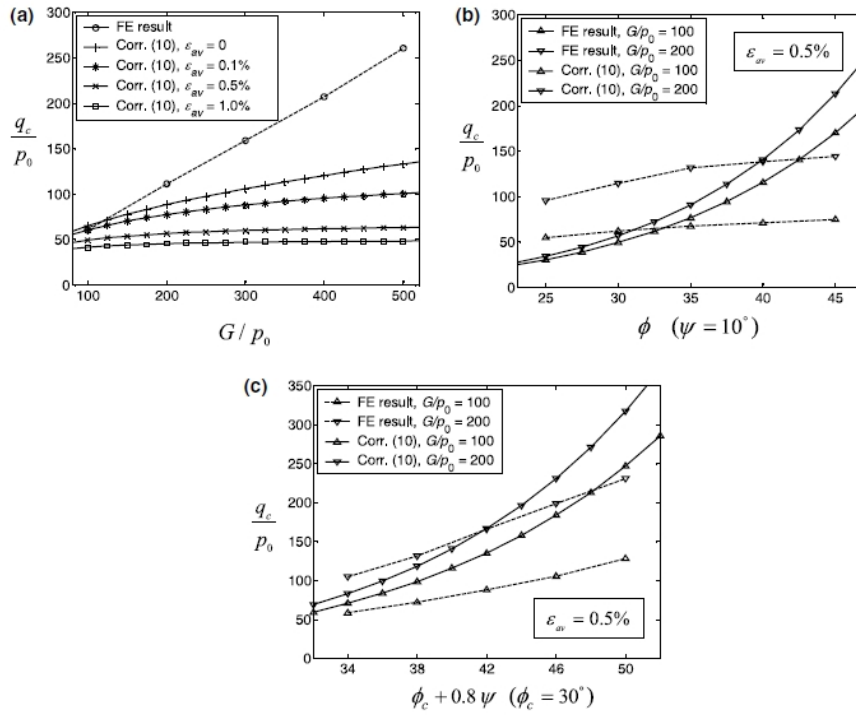 (a)
300
250
200
150
100
50
0
q_c
p_0
FE result
Corr. (10), ε_av = 0
Corr. (10), ε_av = 0.1%
Corr. (10), ε_av = 0.5%
Corr. (10), ε_av = 1.0%
100 200 300 400 500
G / p_0
(b)
300
250
200
150
100
50
0
q_c
p_0
FE result, G/p_0 = 100
FE result, G/p_0 = 200
Corr. (10), G/p_0 = 100
Corr. (10), G/p_0 = 200
ε_av = 0.5%
25 30 35 40 45
ϕ (ψ = 10°)
(c)
350
300
250
200
150
100
50
0
q_c
p_0
FE result, G/p_0 = 100
FE result, G/p_0 = 200
Corr. (10), G/p_0 = 100
Corr. (10), G/p_0 = 200
ε_av = 0.5%
34 38 42 46 50
ϕ_c + 0.8ψ (ϕ_c = 30°)